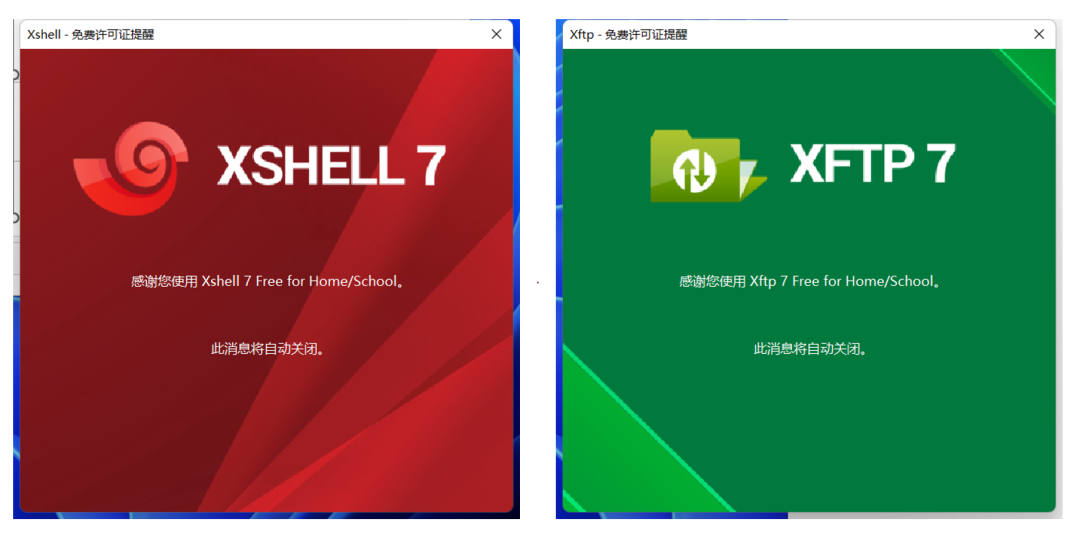 Xshell - 免费许可证提醒
XSHELL 7
感谢您使用 Xshell 7 Free for Home/School。
此消息将自动关闭。
Xftp - 免费许可证提醒
XFTP 7
感谢您使用 Xftp 7 Free for Home/School。
此消息将自动关闭。